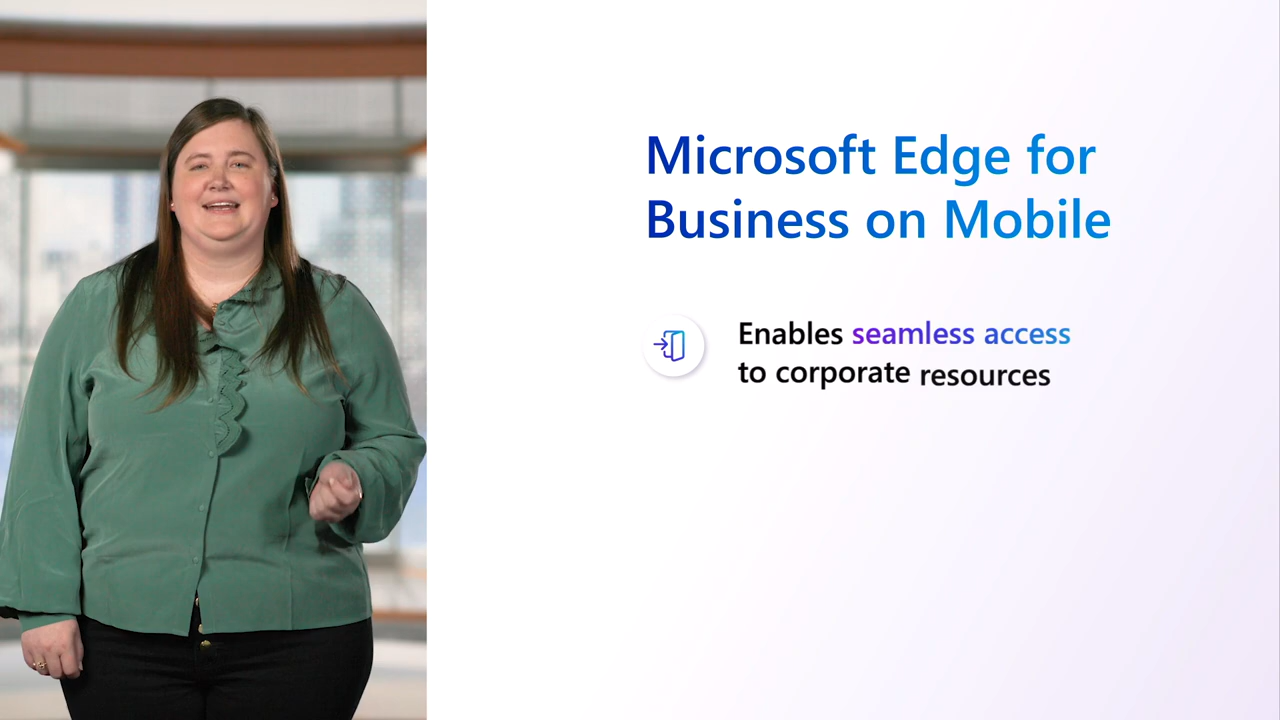 Microsoft Edge for
Business on Mobile
Enables seamless access
to corporate resources